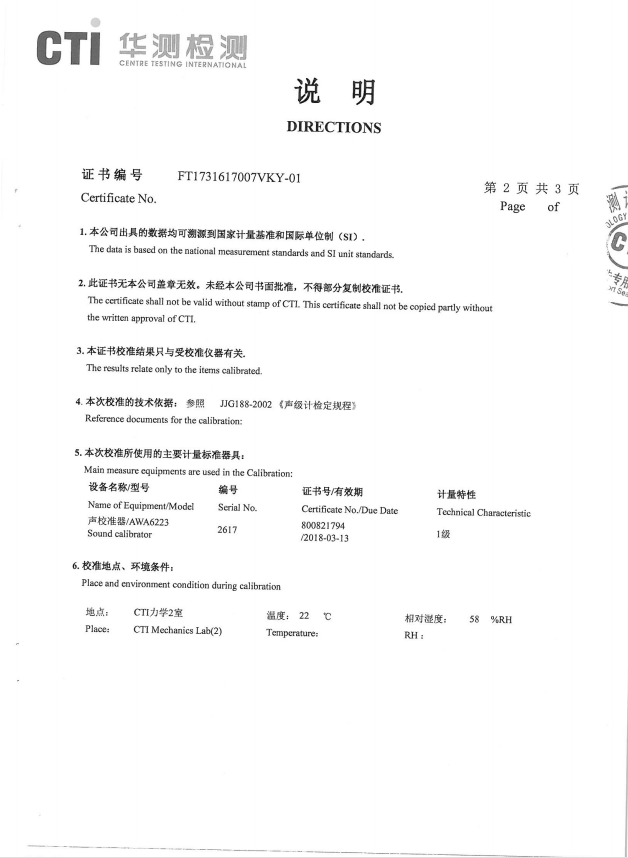 CTI 华测检测
CENTRE TESTING INTERNATIONAL
说 明
DIRECTIONS
证书编号 FT1731617007VKY-01
Certificate No.
第 2 页 共 3 页
Page of
1. 本公司出具的数据均可溯源到国家计量基准和国际单位制（SI）.
The data is based on the national measurement standards and SI unit standards.
2. 此证书无本公司盖章无效。未经本公司书面批准，不得部分复制校准证书.
The certificate shall not be valid without stamp of CTI. This certificate shall not be copied partly without
the written approval of CTI.
3. 本证书校准结果只与受校准仪器有关.
The results relate only to the items calibrated.
4. 本次校准的技术依据： 参照 JJG188-2002《声级计检定规程》
Reference documents for the calibration:
5. 本次校准所使用的主要计量标准器具：
Main measure equipments are used in the Calibration:
设备名称/型号 编号 证书号/有效期 计量特性
Name of Equipment/Model Serial No. Certificate No./Due Date Technical Characteristic
声校准器/AWA6223 2617 800821794 1级
Sound calibrator /2018-03-13
6. 校准地点、环境条件：
Place and environment condition during calibration
地点： CTI力学2室 温度： 22 ℃ 相对湿度： 58 %RH
Place: CTI Mechanics Lab(2) Temperature: RH :